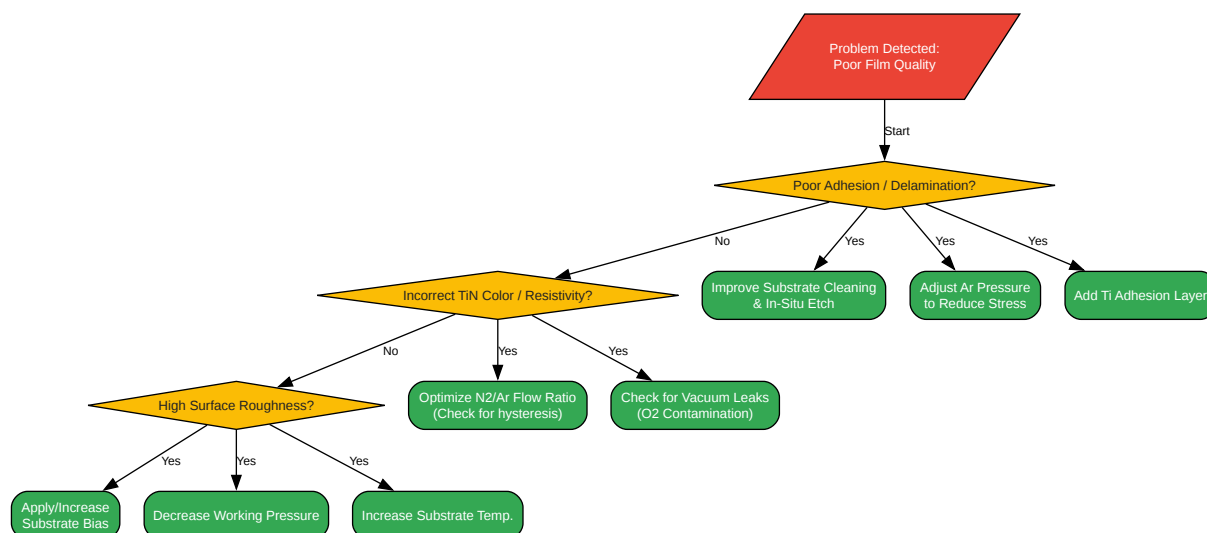 Problem Detected:
Poor Film Quality
Start
Poor Adhesion / Delamination?
No
Yes
Yes
Yes
Incorrect TiN Color / Resistivity?
Improve Substrate Cleaning
& In-Situ Etch
Adjust Ar Pressure
to Reduce Stress
Add Ti Adhesion Layer
No
Yes
Yes
High Surface Roughness?
Optimize N2/Ar Flow Ratio
(Check for hysteresis)
Check for Vacuum Leaks
(O2 Contamination)
Yes
Yes
Yes
Apply/Increase
Substrate Bias
Decrease Working Pressure
Increase Substrate Temp.